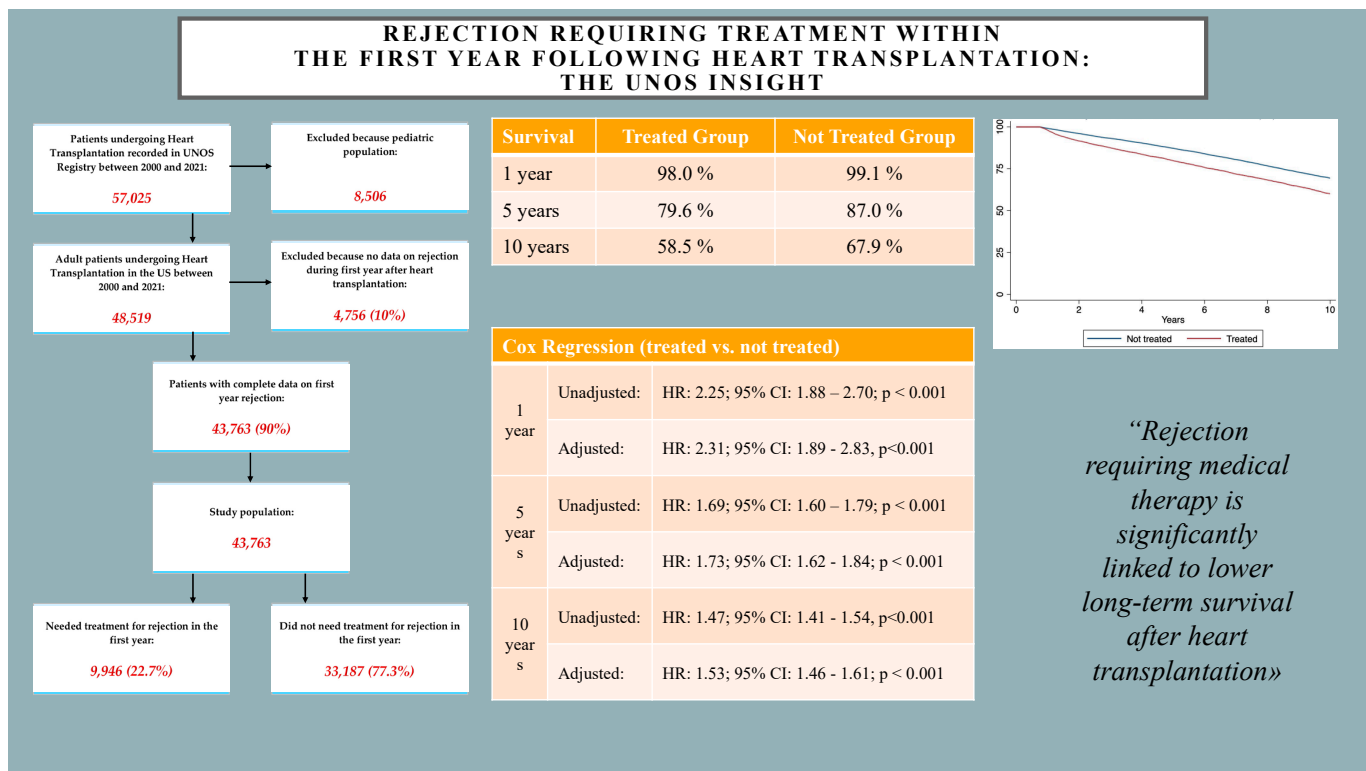 REJECTION REQUIRING TREATMENT WITHIN
THE FIRST YEAR FOLLOWING HEART TRANSPLANTATION:
THE UNOS INSIGHT
Patients undergoing Heart
Transplantation recorded in UNOS
Registry between 2000 and 2021:
57,025
Excluded because pediatric
population:
8,506
Adult patients undergoing Heart
Transplantation in the US between
2000 and 2021:
48,519
Excluded because no data on rejection
during first year after heart
transplantation:
4,756 (10%)
Patients with complete data on first
year rejection:
43,763 (90%)
Study population:
43,763
Needed treatment for rejection in the
first year:
9,946 (22.7%)
Did not need treatment for rejection in
the first year:
33,187 (77.3%)
Survival Treated Group Not Treated Group
1 year 98.0 % 99.1 %
5 years 79.6 % 87.0 %
10 years 58.5 % 67.9 %
Cox Regression (treated vs. not treated)
1
year
Unadjusted: HR: 2.25; 95% CI: 1.88 – 2.70; p < 0.001
Adjusted: HR: 2.31; 95% CI: 1.89 - 2.83, p<0.001
5
year
s
Unadjusted: HR: 1.69; 95% CI: 1.60 – 1.79; p < 0.001
Adjusted: HR: 1.73; 95% CI: 1.62 - 1.84; p < 0.001
10
year
s
Unadjusted: HR: 1.47; 95% CI: 1.41 - 1.54, p<0.001
Adjusted: HR: 1.53; 95% CI: 1.46 - 1.61; p < 0.001
100
75
50
25
0
0 2 4 6 8 10
Years
Not treated Treated
“Rejection
requiring medical
therapy is
significantly
linked to lower
long-term survival
after heart
transplantation»